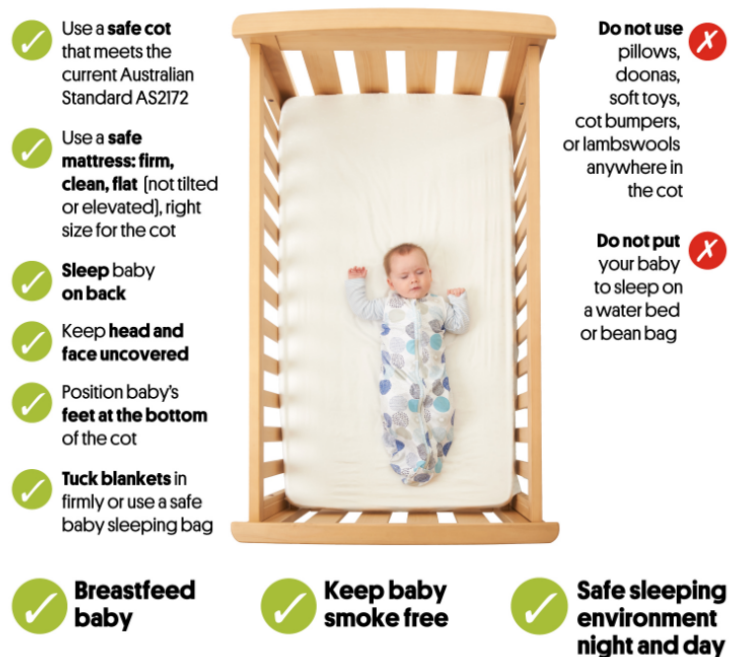 Use a safe cot
that meets the
current Australian
Standard AS2172
Use a safe
mattress: firm,
clean, flat (not tilted
or elevated), right
size for the cot
Sleep baby
on back
Keep head and
face uncovered
Position baby's
feet at the bottom
of the cot
Tuck blankets in
firmly or use a safe
baby sleeping bag
Do not use
pillows,
doonas,
soft toys,
cot bumpers,
or lambswools
anywhere in
the cot
Do not put
your baby
to sleep on
a water bed
or bean bag
Breastfeed
baby
Keep baby
smoke free
Safe sleeping
environment
night and day